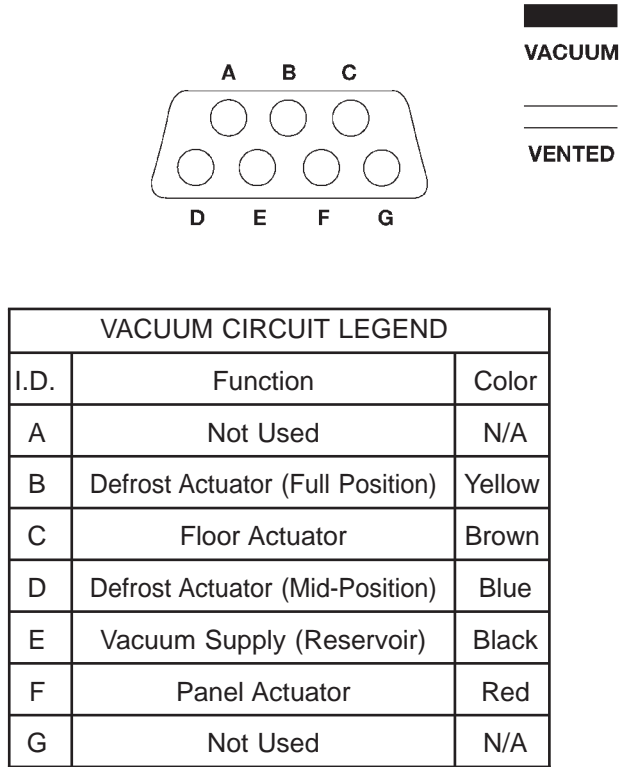 VACUUM
A B C
VENTED
D E F G
VACUUM CIRCUIT LEGEND
I.D. Function Color
A Not Used N/A
B Defrost Actuator (Full Position) Yellow
C Floor Actuator Brown
D Defrost Actuator (Mid-Position) Blue
E Vacuum Supply (Reservoir) Black
F Panel Actuator Red
G Not Used N/A